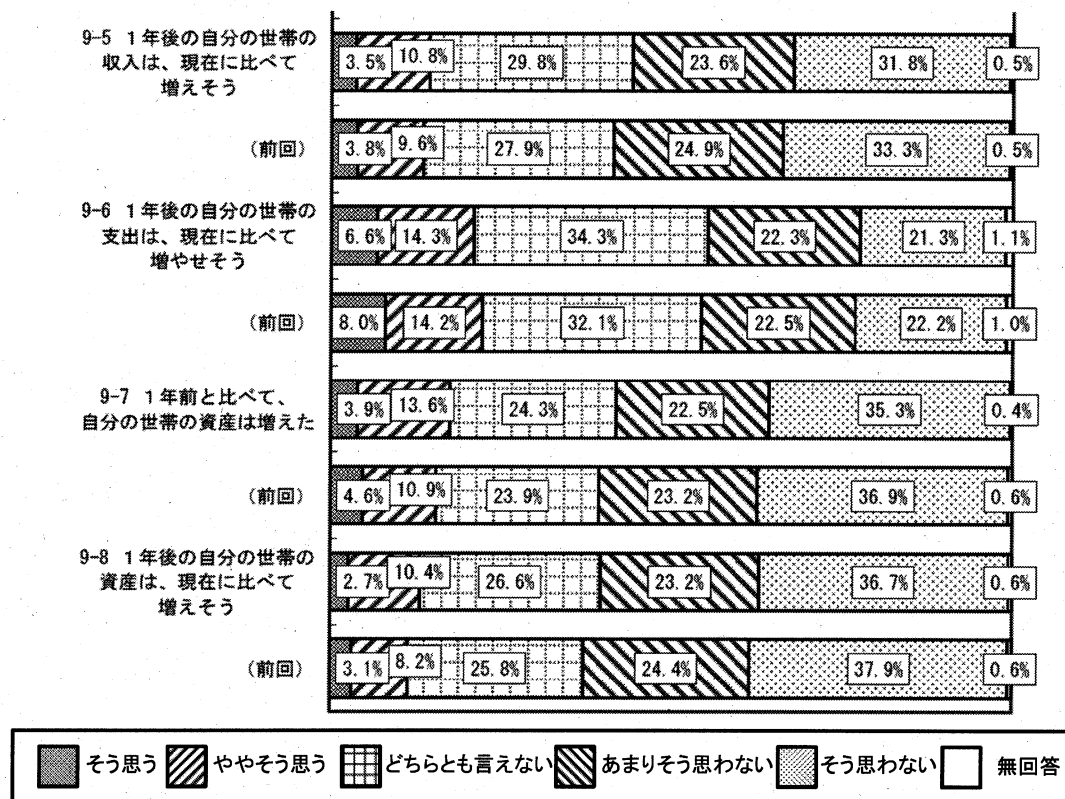 9-5 1年後の自分の世帯の
収入は、現在に比べて
増えそう
3.5% 10.8% 29.8% 23.6% 31.8% 0.5%
(前回)
3.8% 9.6% 27.9% 24.9% 33.3% 0.5%
9-6 1年後の自分の世帯の
支出は、現在に比べて
増やせそう
6.6% 14.3% 34.3% 22.3% 21.3% 1.1%
(前回)
8.0% 14.2% 32.1% 22.5% 22.2% 1.0%
9-7 1年前と比べて、
自分の世帯の資産は増えた
3.9% 13.6% 24.3% 22.5% 35.3% 0.4%
(前回)
4.6% 10.9% 23.9% 23.2% 36.9% 0.6%
9-8 1年後の自分の世帯の
資産は、現在に比べて
増えそう
2.7% 10.4% 26.6% 23.2% 36.7% 0.6%
(前回)
3.1% 8.2% 25.8% 24.4% 37.9% 0.6%
そう思う ややそう思う どちらとも言えない あまりそう思わない そう思わない 無回答